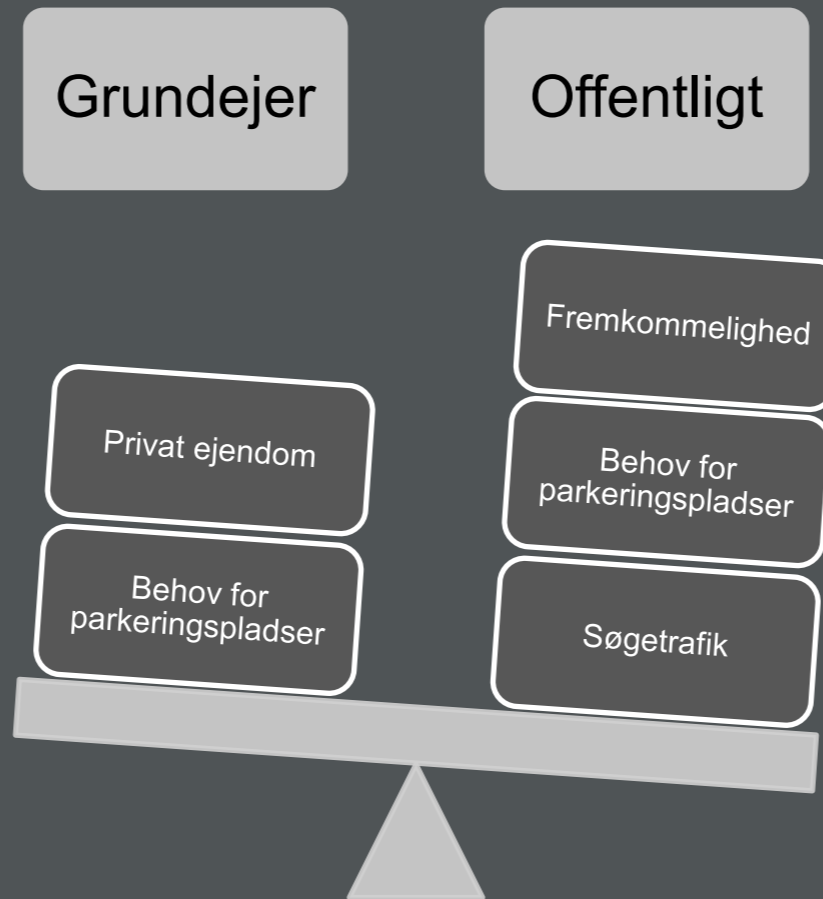 Grundejer
Offentligt
Privat ejendom
Behov for
parkeringspladser
Fremkommelighed
Behov for
parkeringspladser
Søgetrafik